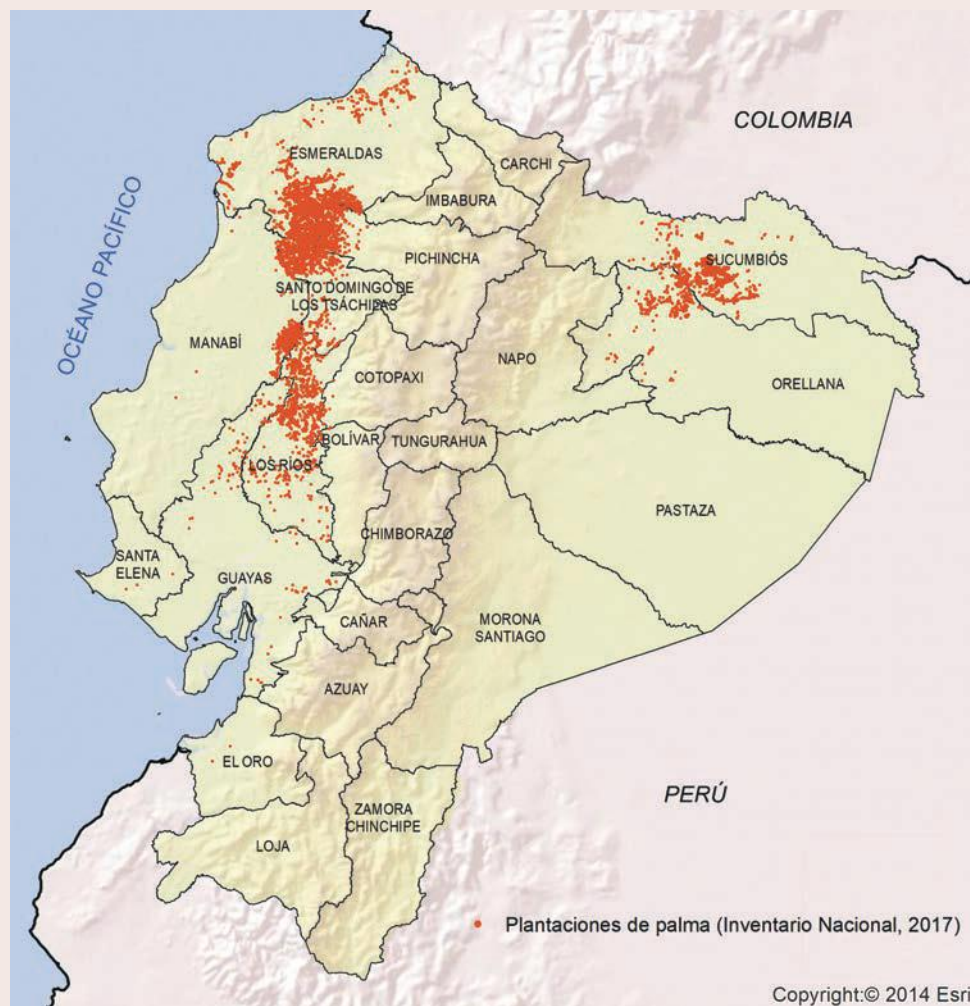 COLOMBIA
ESMERALDAS
CARCHI
IMBABURA
OCÉANO PACÍFICO
PICHINCHA
SUCUMBIÓS
SANTO DOMINGO DE
LOS TSÁCHILAS
MANABÍ
NAPO
COTOPAXI
ORELLANA
BOLÍVAR
TUNGURAHUA
LOS RÍOS
PASTAZA
CHIMBORAZO
SANTA
ELENA
GUAYAS
CAÑAR
MORONA
SANTIAGO
AZUAY
EL ORO
PERÚ
ZAMORA
CHINCHIPE
LOJA
Plantaciones de palma (Inventario Nacional, 2017)
Copyright:© 2014 Esri